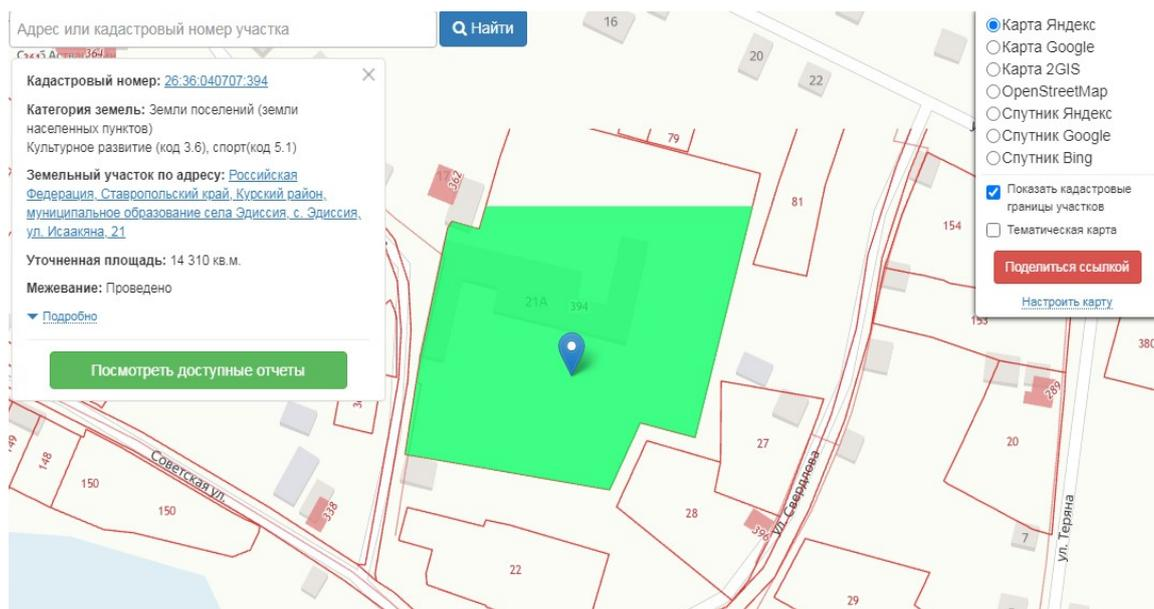 Адрес или кадастровый номер участка
Найти
Кадастровый номер: 26:36:040707:394
Категория земель: Земли поселений (земли
населенных пунктов)
Культурное развитие (код 3.6), спорт(код 5.1)
Земельный участок по адресу: Российская
Федерация, Ставропольский край, Курский район,
муниципальное образование села Эдиссия, с. Эдиссия,
ул. Исаакяна, 21
Уточненная площадь: 14 310 кв.м.
Межевание: Проведено
Подробно
Посмотреть доступные отчеты
Карта Яндекс
Карта Google
Карта 2GIS
OpenStreetMap
Спутник Яндекс
Спутник Google
Спутник Bing
Показать кадастровые
границы участков
Тематическая карта
Поделиться ссылкой
Настроить карту
364
16
20
22
79
17
362
81
154
21А
394
153
380
289
27
20
149
148
150
150
Советская ул.
338
28
396
ул. Свердлова
7
ул. Теряна
22
29